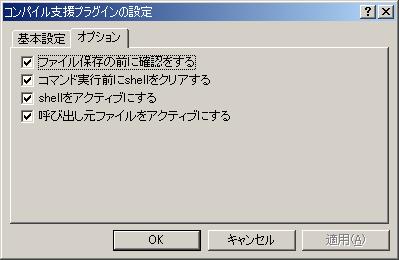 コンパイル支援プラグインの設定
基本設定 オプション
ファイル保存の前に確認をする
コマンド実行前にshellをクリアする
shellをアクティブにする
呼び出し元ファイルをアクティブにする
OK キャンセル 適用(A)